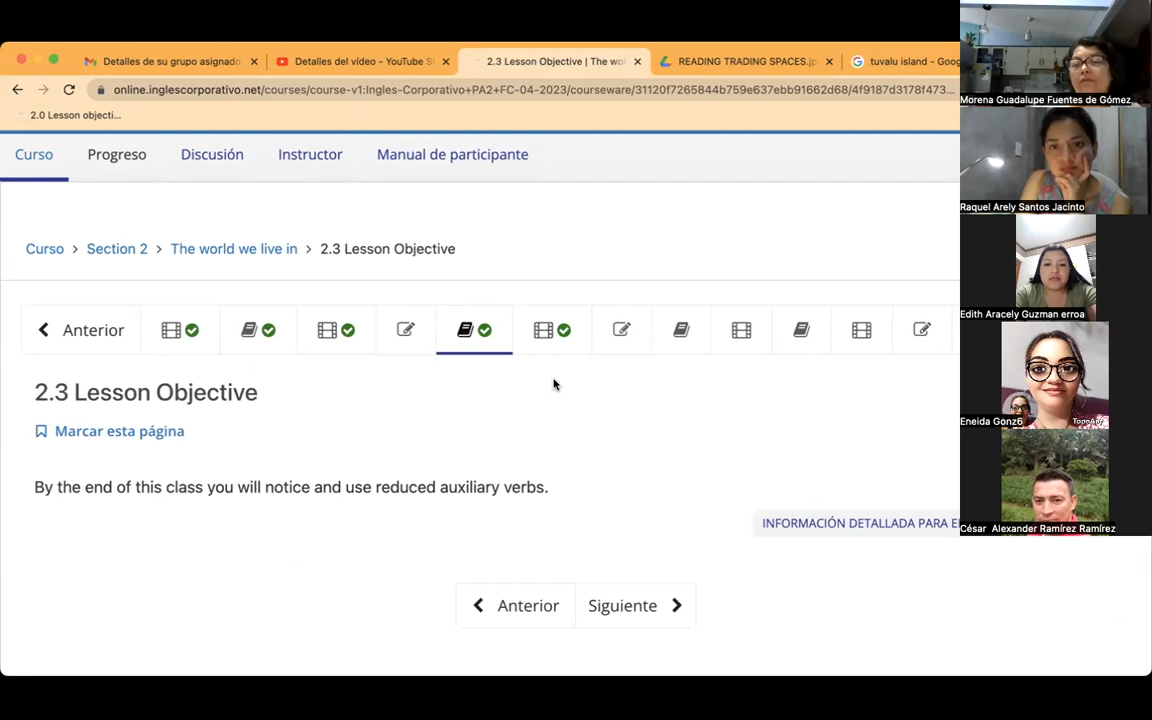 Detalles de su grupo asignado
Detalles del vídeo - YouTube S
2.3 Lesson Objective | The wo
READING TRADING SPACES.j
tuvalu island - Goo
online.inglescorporativo.net/courses/course-v1:Ingles-Corporativo+PA2+FC-04-2023/courseware/31120f7265844b759e637ebb91662d68/4f9187d3178f473...
2.0 Lesson objecti...
Curso
Progreso
Discusión
Instructor
Manual de participante
Curso > Section 2 > The world we live in > 2.3 Lesson Objective
Anterior
2.3 Lesson Objective
Marcar esta página
By the end of this class you will notice and use reduced auxiliary verbs.
INFORMACIÓN DETALLADA PARA E
Anterior
Siguiente
Morena Guadalupe Fuentes de Gómez
Raquel Arely Santos Jacinto
Edith Aracely Guzman erroa
Eneida Gonz6
César Alexander Ramírez Ramírez